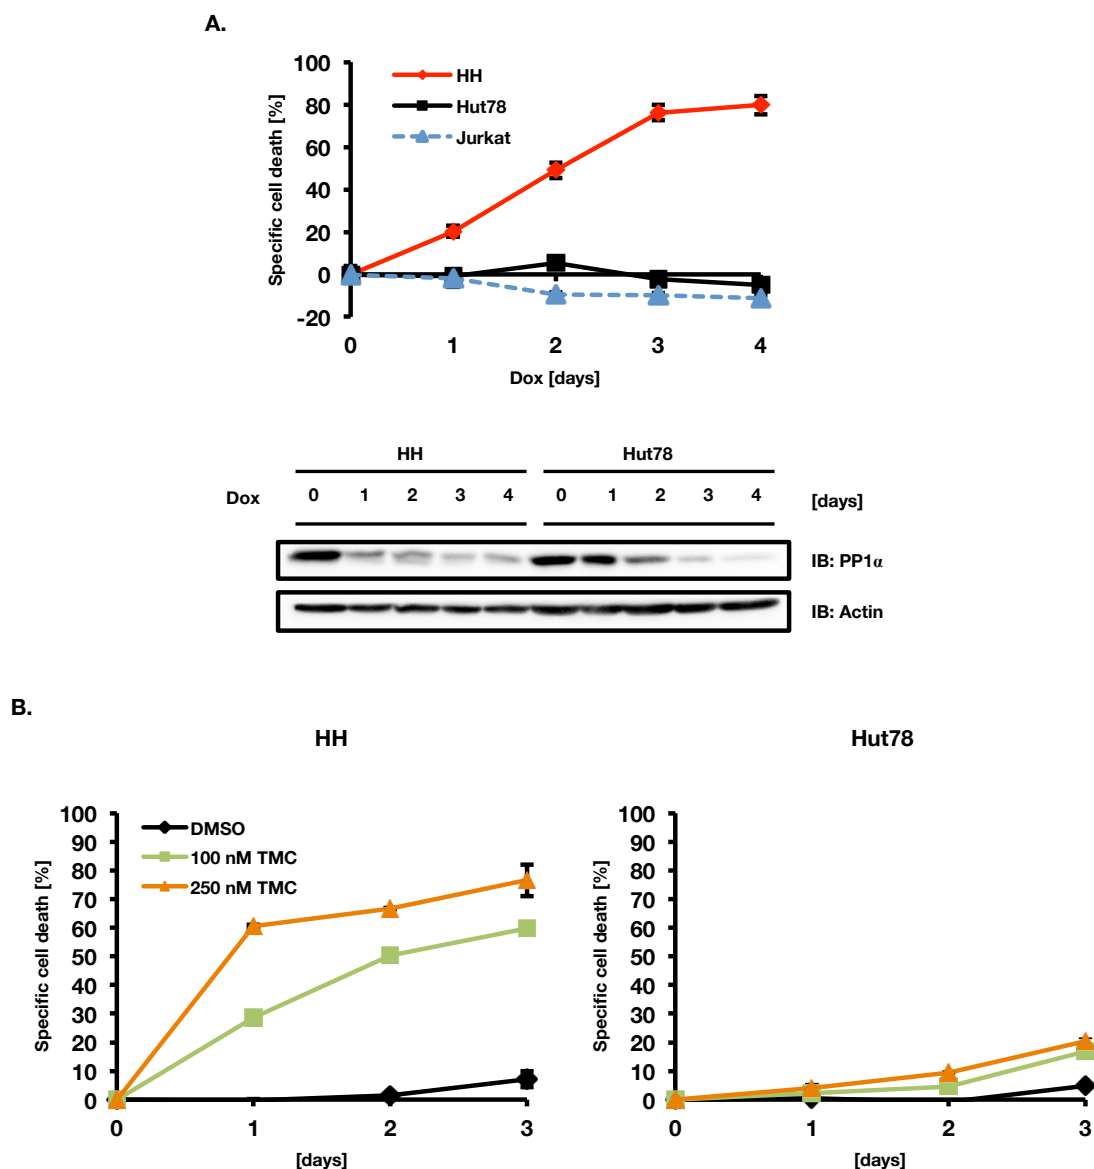 A.
100
80
60
40
20
0
-20
Specific cell death [%]
HH
Hut78
Jurkat
0 1 2 3 4
Dox [days]
HH Hut78
Dox 0 1 2 3 4 0 1 2 3 4 [days]
IB: PP1α
IB: Actin
B.
HH
100
90
80
70
60
50
40
30
20
10
0
Specific cell death [%]
DMSO
100 nM TMC
250 nM TMC
0 1 2 3
[days]
Hut78
100
90
80
70
60
50
40
30
20
10
0
Specific cell death [%]
0 1 2 3
[days]